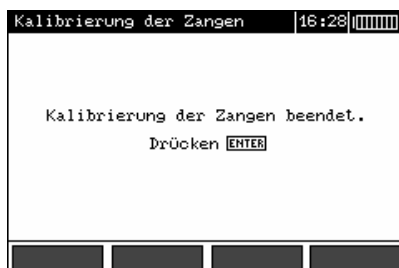 Kalibrierung der Zangen 16:28
Kalibrierung der Zangen beendet.
Drücken ENTER